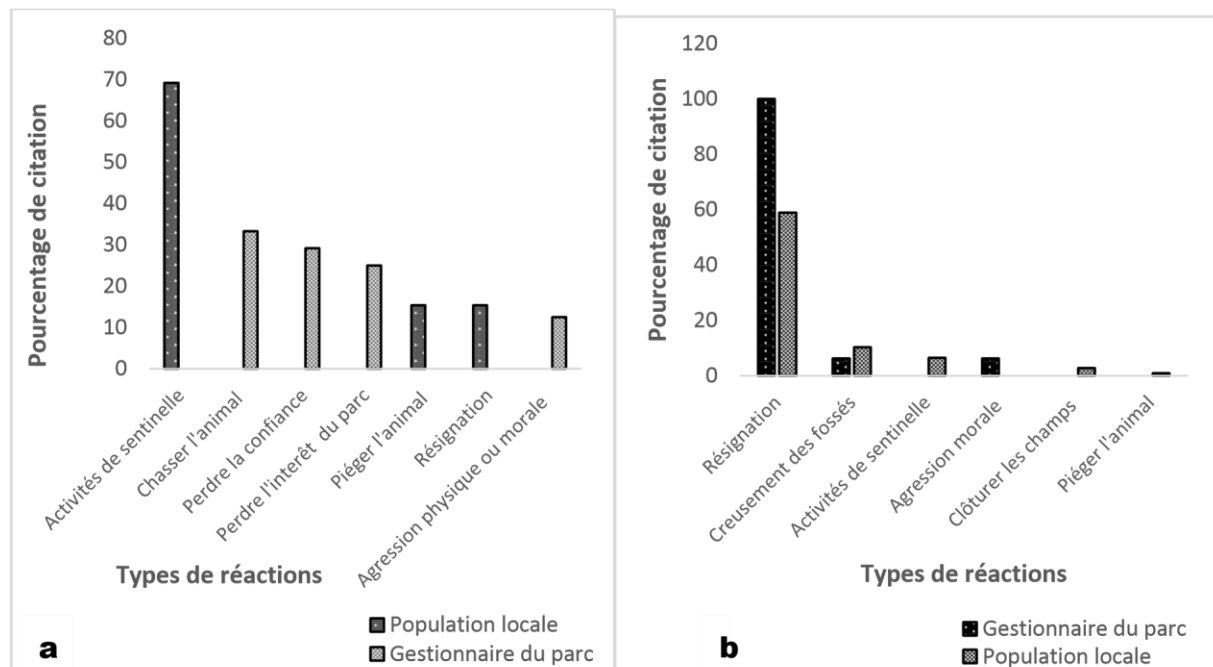 80
70
60
50
40
30
20
10
0
Pourcentage de citation
Activités de sentinelle
Chasser l'animal
Perdre la confiance
Perdre l'interêt du parc
Piéger l'animal
Résignation
Agression physique ou morale
Types de réactions
Population locale
Gestionnaire du parc
a
120
100
80
60
40
20
0
Pourcentage de citation
Résignation
Creusement des fossés
Activités de sentinelle
Agression morale
Clôturer les champs
Piéger l'animal
Types de réactions
Gestionnaire du parc
Population locale
b